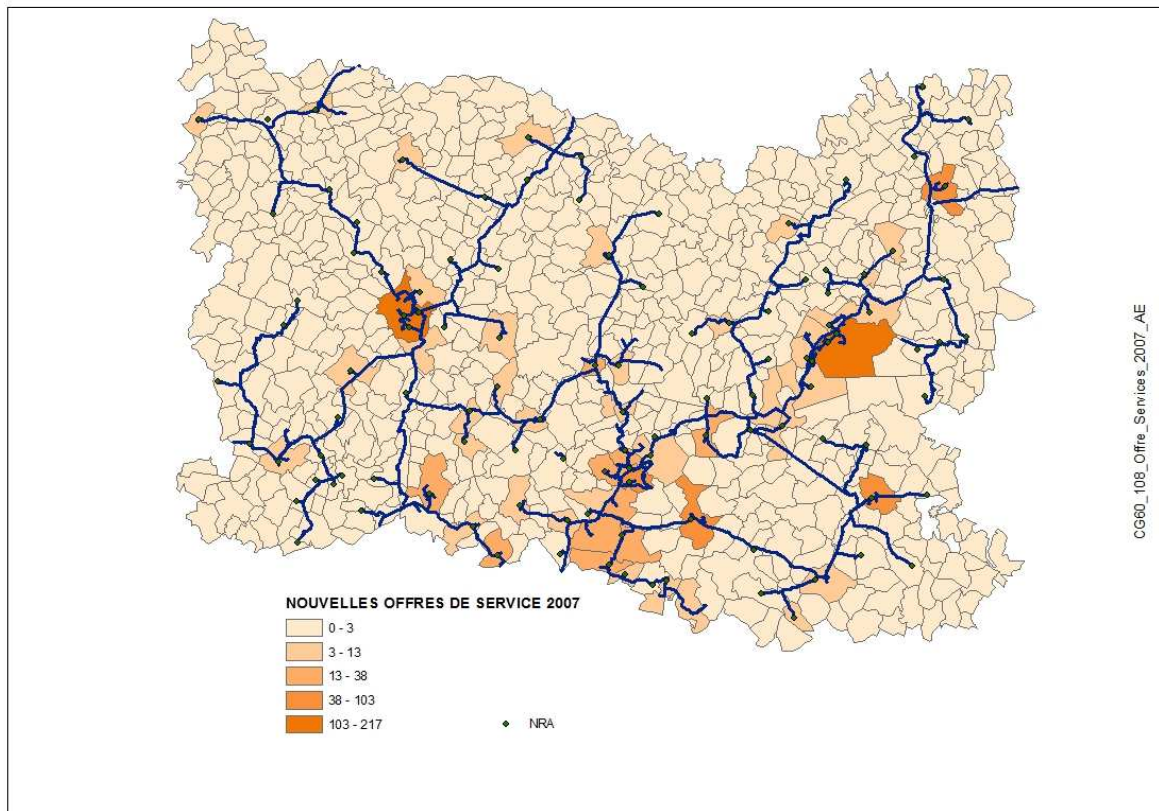 NOUVELLES OFFRES DE SERVICE 2007
0 - 3
3 - 13
13 - 38
38 - 103
103 - 217
NRA
CG60_108_Offre_Services_2007_AE